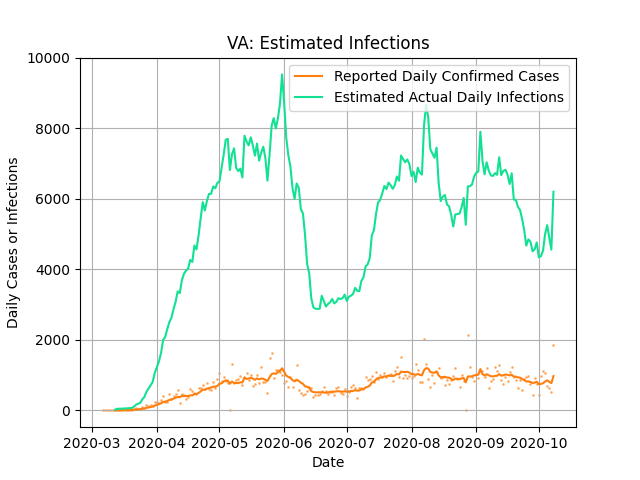 VA: Estimated Infections
Reported Daily Confirmed Cases
Estimated Actual Daily Infections
Daily Cases or Infections
10000
8000
6000
4000
2000
0
2020-03 2020-04 2020-05 2020-06 2020-07 2020-08 2020-09 2020-10
Date